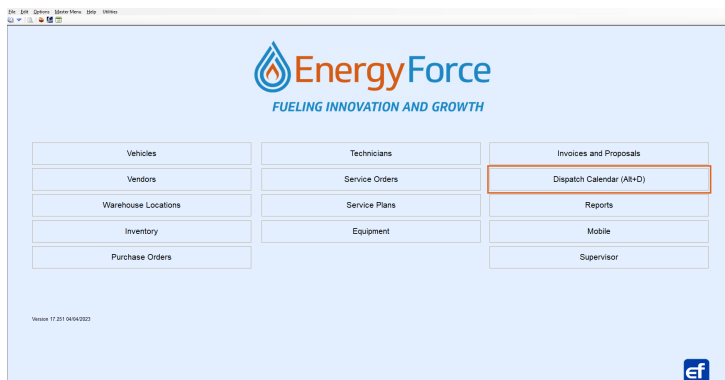 File Edit Options Master Menu Help Utilities
EnergyForce
FUELING INNOVATION AND GROWTH
Vehicles Technicians Invoices and Proposals
Vendors Service Orders Dispatch Calendar (Alt+D)
Warehouse Locations Service Plans Reports
Inventory Equipment Mobile
Purchase Orders Supervisor
Version 17.251 04/04/2023
ef